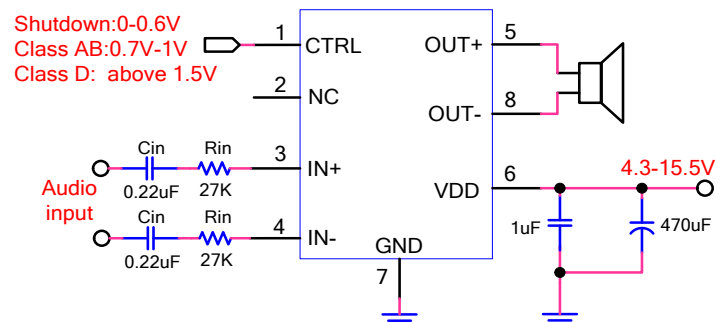 Shutdown:0-0.6V
Class AB:0.7V-1V
Class D: above 1.5V
1
CTRL
2
NC
Cin
0.22uF
Rin
27K
3
IN+
Audio
input
Cin
0.22uF
Rin
27K
4
IN-
GND
7
OUT+
5
OUT-
8
VDD
6
4.3-15.5V
1uF
470uF